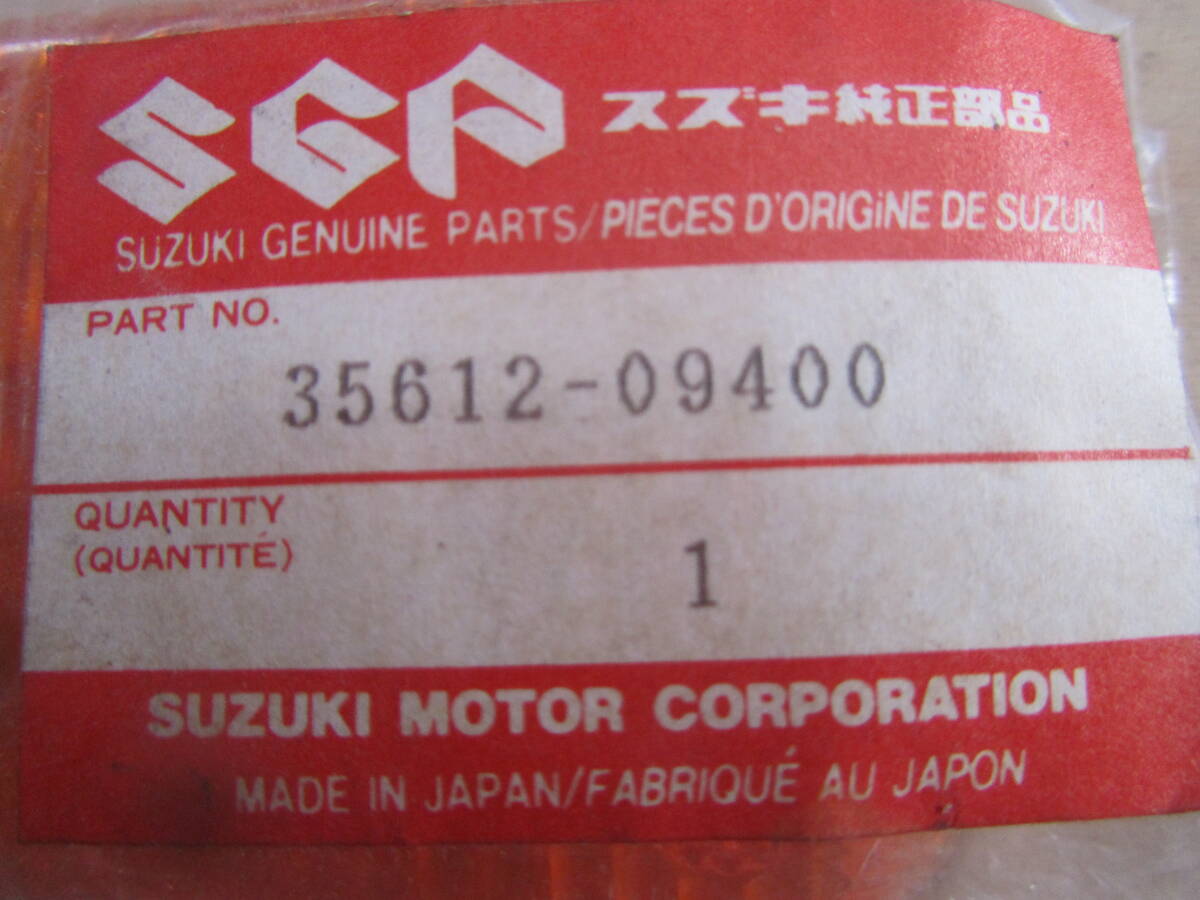 SGP スズキ純正部品
SUZUKI GENUINE PARTS/PIECES D'ORIGINE DE SUZUKI
PART NO.
35612-09400
QUANTITY
(QUANTITÉ)
1
SUZUKI MOTOR CORPORATION
MADE IN JAPAN/FABRIQUÉ AU JAPON